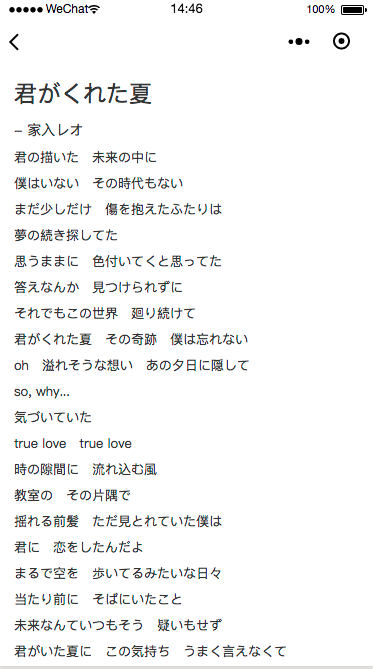 ●●●●● WeChat 14:46 100%
君がくれた夏
– 家入レオ
君の描いた　未来の中に
僕はいない　その時代もない
まだ少しだけ　傷を抱えたふたりは
夢の続き探してた
思うままに　色付いてくと思ってた
答えなんか　見つけられずに
それでもこの世界　廻り続けて
君がくれた夏　その奇跡　僕は忘れない
oh　溢れそうな想い　あの夕日に隠して
so, why...
気づいていた
true love　true love
時の隙間に　流れ込む風
教室の　その片隅で
揺れる前髪　ただ見とれていた僕は
君に　恋をしたんだよ
まるで空を　歩いてるみたいな日々
当たり前に　そばにいたこと
未来なんていつもそう　疑いもせず
君がいた夏に　この気持ち　うまく言えなくて